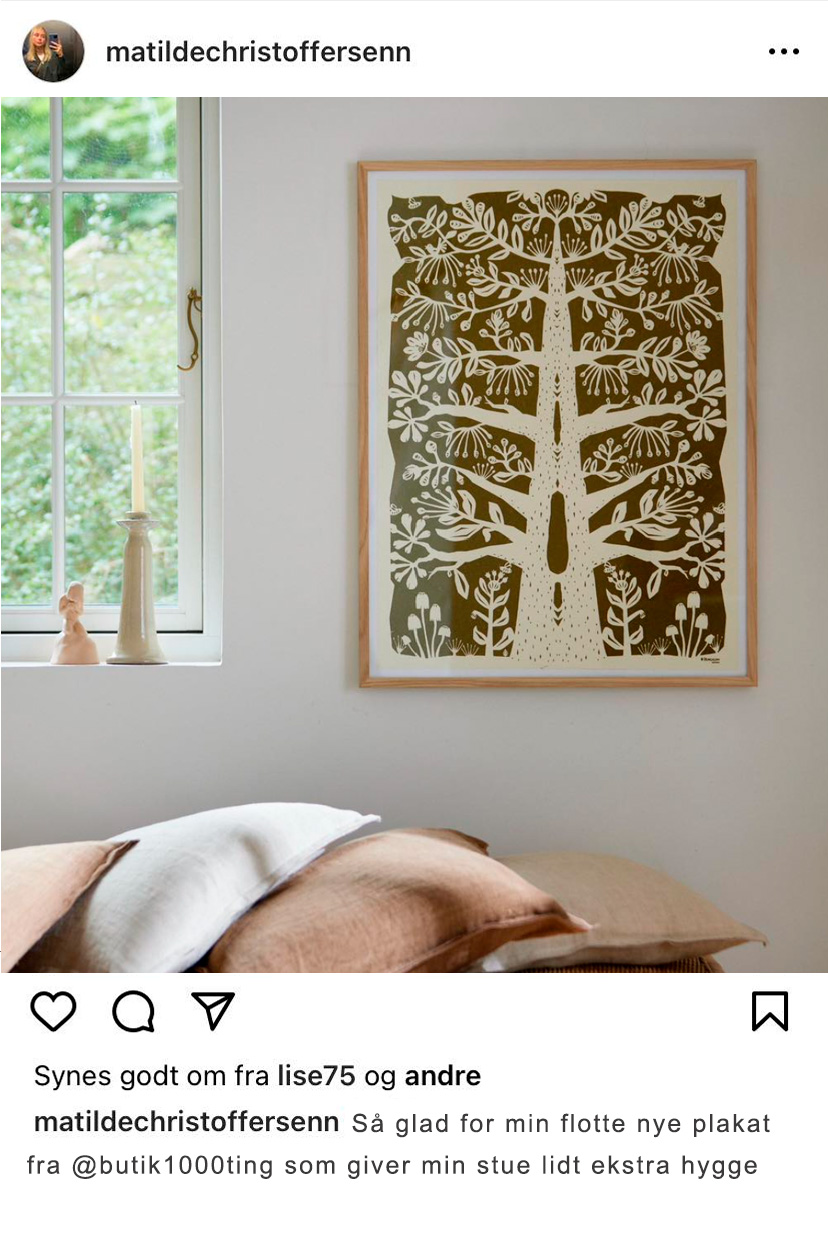 matildechristoffersenn
Synes godt om fra lise75 og andre
matildechristoffersenn Så glad for min flotte nye plakat
fra @butik1000ting som giver min stue lidt ekstra hygge